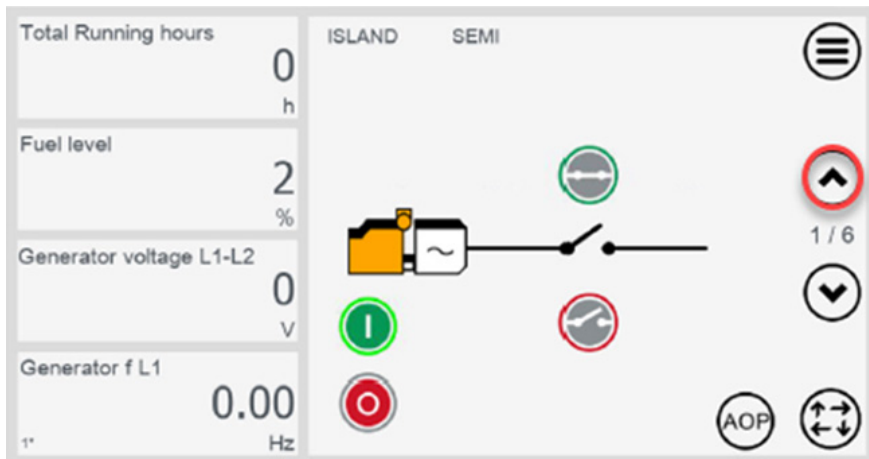 Total Running hours
0
h
Fuel level
2
%
Generator voltage L1-L2
0
V
Generator f L1
0.00
1*
Hz
ISLAND SEMI
1 / 6
AOP